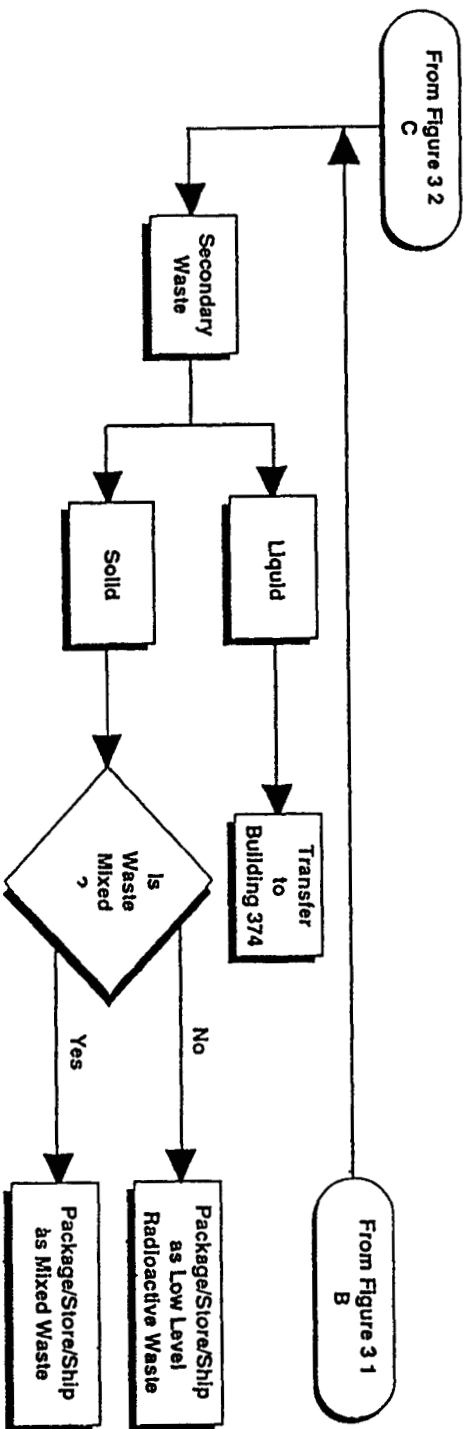 From Figure 3 2
C
From Figure 3 1
B
Secondary
Waste
Liquid
Transfer
to
Building 374
Solid
Is
Waste
Mixed
?
No
Package/Store/Ship
as Low Level
Radioactive Waste
Yes
Package/Store/Ship
as Mixed Waste